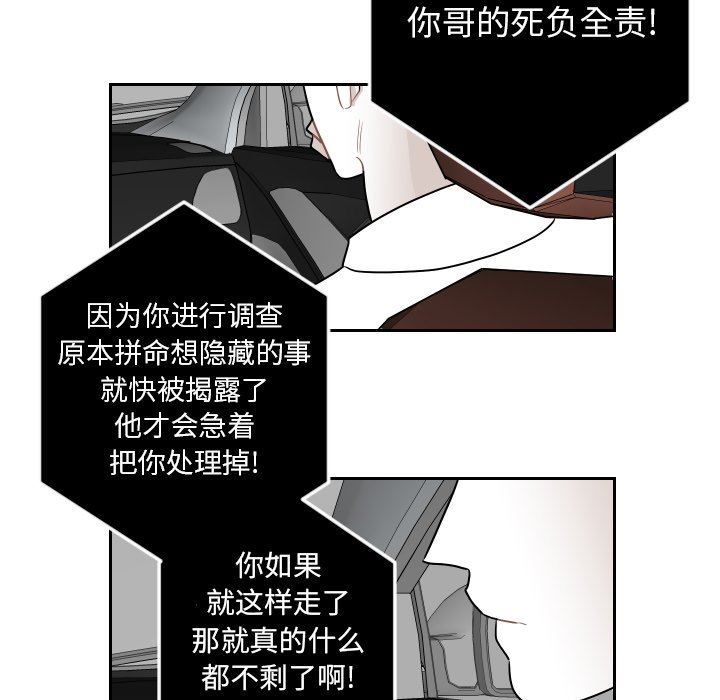 你哥的死负全责!
因为你进行调查
原本拼命想隐藏的事
就快被揭露了
他才会急着
把你处理掉!
你如果
就这样走了
那就真的什么
都不剩了啊!